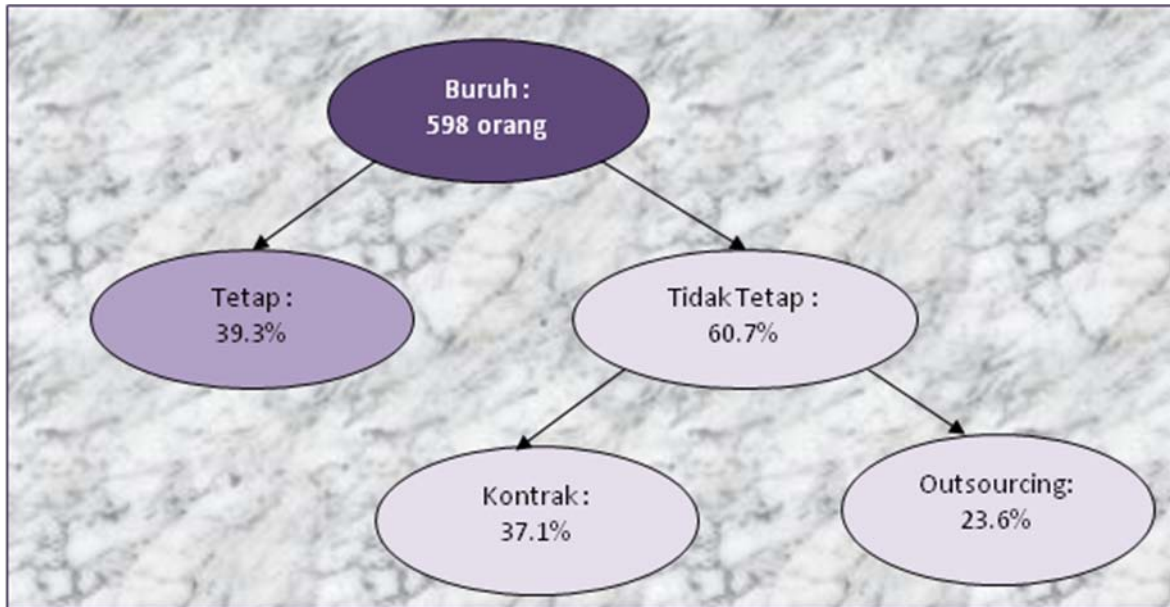 Buruh :
598 orang
Tetap :
39.3%
Tidak Tetap :
60.7%
Kontrak :
37.1%
Outsourcing:
23.6%